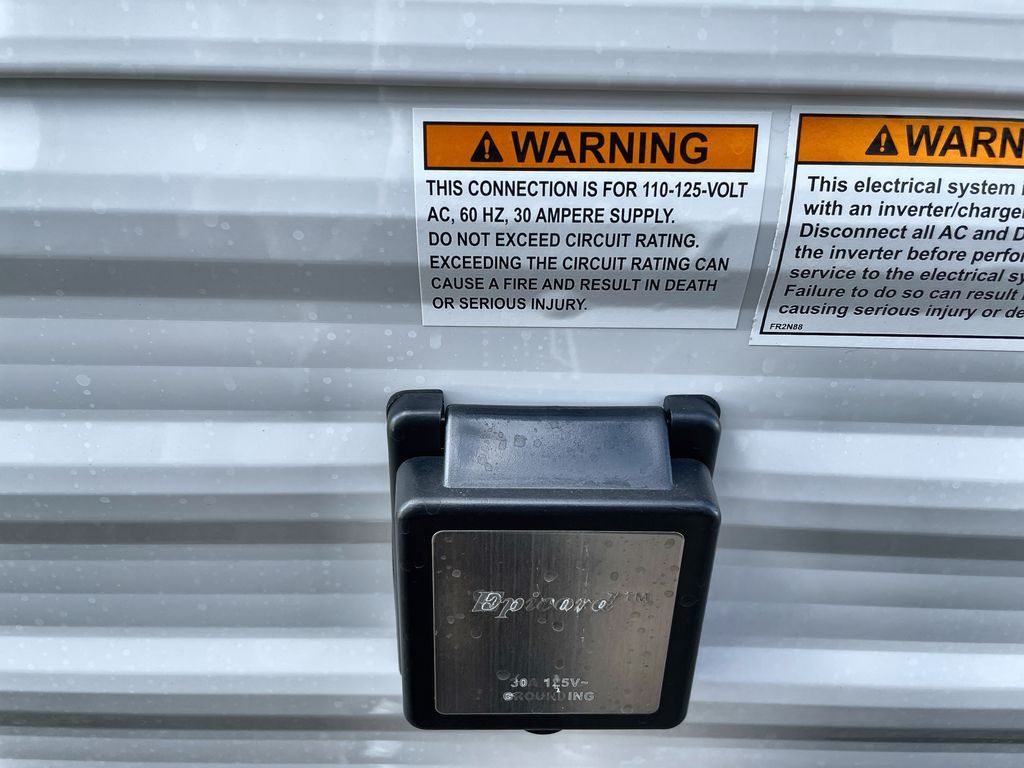 WARNING
THIS CONNECTION IS FOR 110-125-VOLT
AC, 60 HZ, 30 AMPERE SUPPLY.
DO NOT EXCEED CIRCUIT RATING.
EXCEEDING THE CIRCUIT RATING CAN
CAUSE A FIRE AND RESULT IN DEATH
OR SERIOUS INJURY.
WARN
This electrical system
with an inverter/charger
Disconnect all AC and D
the inverter before perfor
service to the electrical sy
Failure to do so can result
causing serious injury or de
FR2N88
Epicord™
30A 125V~
GROUNDING